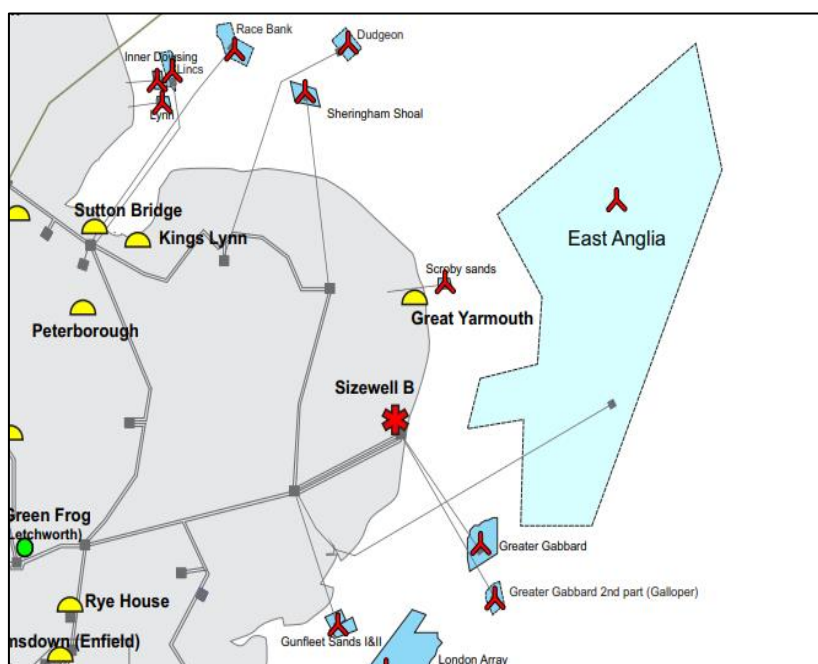 Race Bank
Dudgeon
Inner Dowsing
Lincs
Lynn
Sheringham Shoal
Sutton Bridge
Kings Lynn
East Anglia
Scroby sands
Great Yarmouth
Peterborough
Sizewell B
Green Frog
(Letchworth)
Greater Gabbard
Greater Gabbard 2nd part (Galloper)
Rye House
Gunfleet Sands I&II
msdown (Enfield)
London Array